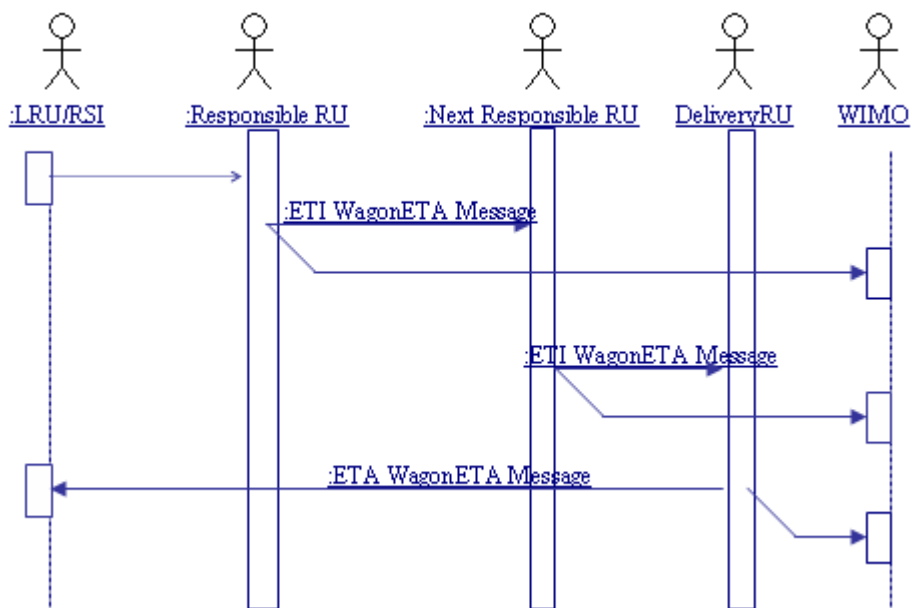 :LRU/RSI
:Responsible RU
:Next Responsible RU
DeliveryRU
WIMO
:ETI WagonETA Message
:ETI WagonETA Message
:ETA WagonETA Message